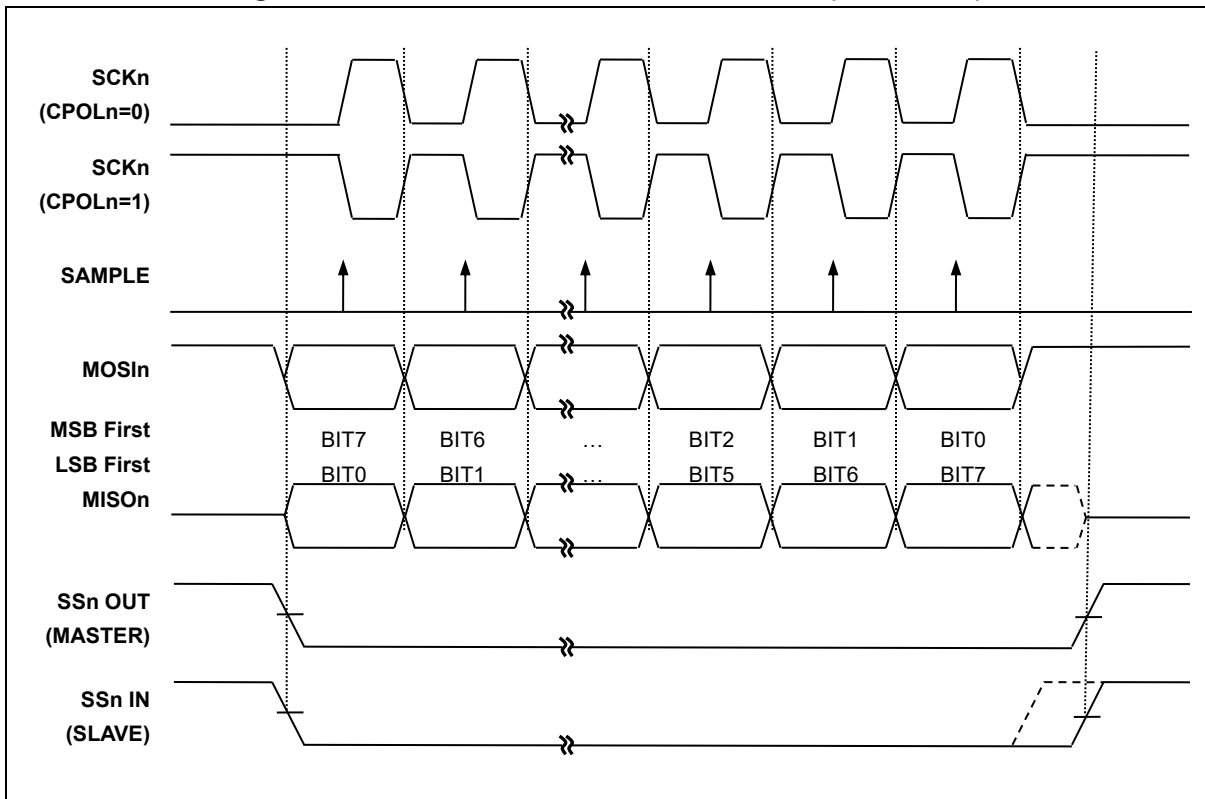 SCKn
(CPOLn=0)
SCKn
(CPOLn=1)
SAMPLE
MOSIn
MSB First BIT7 BIT6 … BIT2 BIT1 BIT0
LSB First BIT0 BIT1 … BIT5 BIT6 BIT7
MISOn
SSn OUT
(MASTER)
SSn IN
(SLAVE)